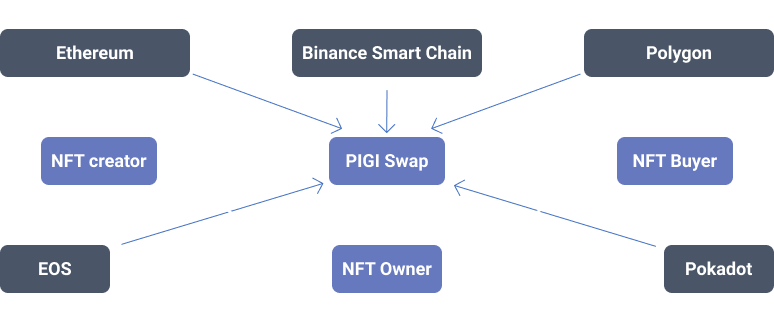 Ethereum
Binance Smart Chain
Polygon
NFT creator
PIGI Swap
NFT Buyer
EOS
NFT Owner
Pokadot